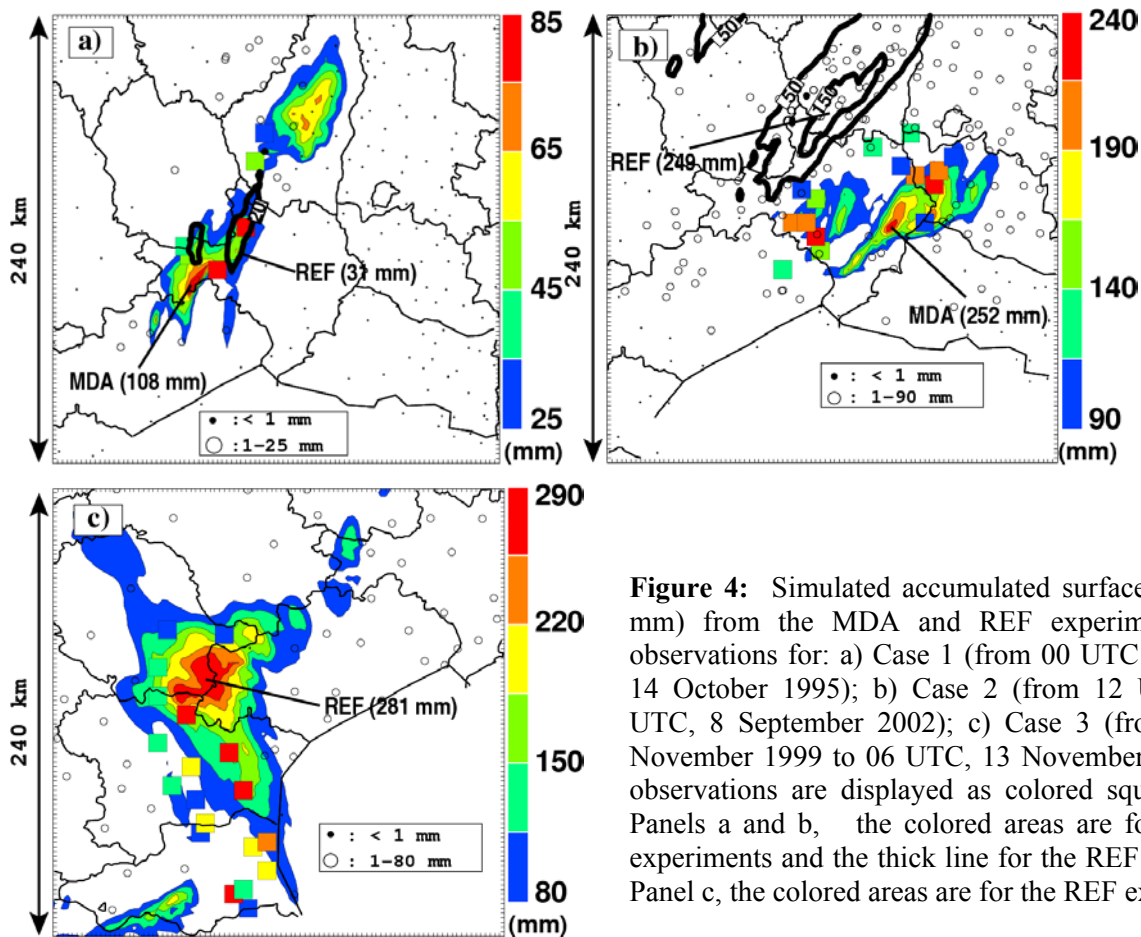 a)
240 km
REF (31 mm)
20
MDA (108 mm)
• :< 1 mm
○ :1−25 mm
85
65
45
25
(mm)
b)
240 km
50
50
50
150
REF (249 mm)
MDA (252 mm)
• : < 1 mm
○ : 1−90 mm
240
190
140
90
(mm)
c)
240 km
REF (281 mm)
• : < 1 mm
○ : 1−80 mm
290
220
150
80
(mm)
Figure 4: Simulated accumulated surface
mm) from the MDA and REF experim
observations for: a) Case 1 (from 00 UTC
14 October 1995); b) Case 2 (from 12 U
UTC, 8 September 2002); c) Case 3 (fro
November 1999 to 06 UTC, 13 November
observations are displayed as colored squ
Panels a and b, the colored areas are fo
experiments and the thick line for the REF
Panel c, the colored areas are for the REF ex